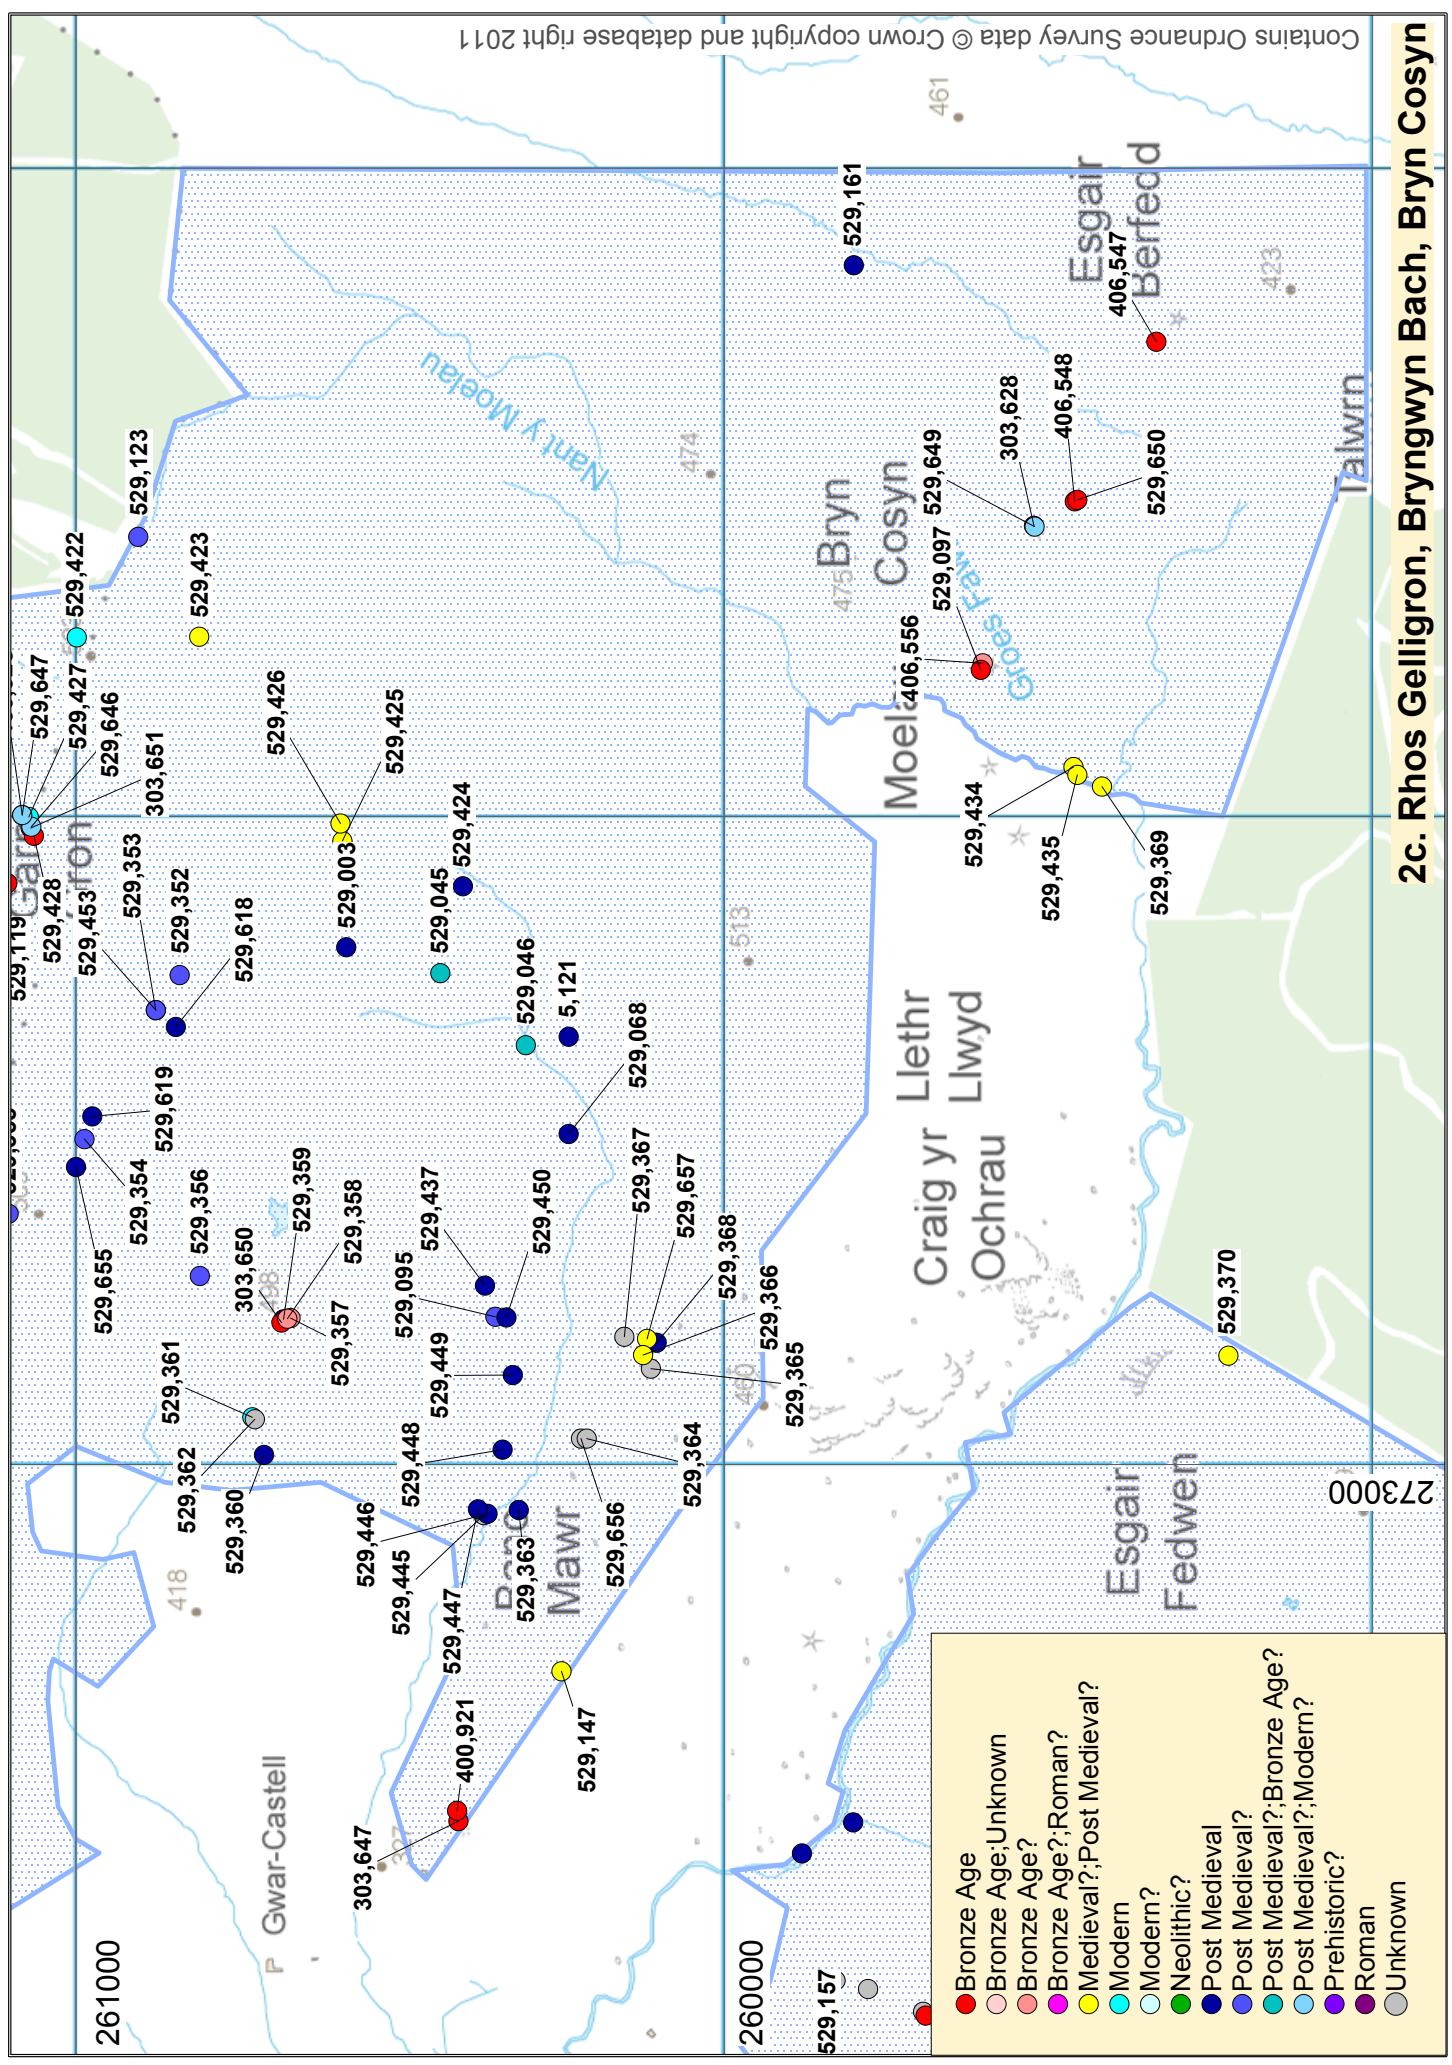 2c. Rhos Gelligron, Bryngwyn Bach, Bryn Cosyn
Contains Ordnance Survey data © Crown copyright and database right 2011
261000
260000
273000
Gwar-Castell
418
Mawr
Esgair
Fedwen
Craig yr
Ochrau
Llethr
Llwyd
513
460
498
Bryn
Cosyn
475
474
Nant y Moelau
Esgair
Berfedd
461
423
Talwrn
303,647
400,921
529,147
529,157
529,362
529,361
529,360
529,446
529,445
529,447
529,363
529,448
529,449
529,656
529,364
529,365
529,366
529,368
529,657
529,367
529,095
529,437
529,450
303,650
529,359
529,358
529,357
529,356
529,655
529,354
529,619
529,068
5,121
529,046
529,045
529,424
529,003
529,618
529,352
529,353
529,453
529,428
529,119
303,651
529,646
529,427
529,647
529,426
529,425
529,422
529,423
529,123
529,161
406,547
406,548
529,650
303,628
529,649
529,097
406,556
529,434
529,435
529,369
529,370
Bronze Age
Bronze Age;Unknown
Bronze Age?
Bronze Age?;Roman?
Medieval?;Post Medieval?
Modern
Modern?
Neolithic?
Post Medieval
Post Medieval?
Post Medieval?;Bronze Age?
Post Medieval?;Modern?
Prehistoric?
Roman
Unknown